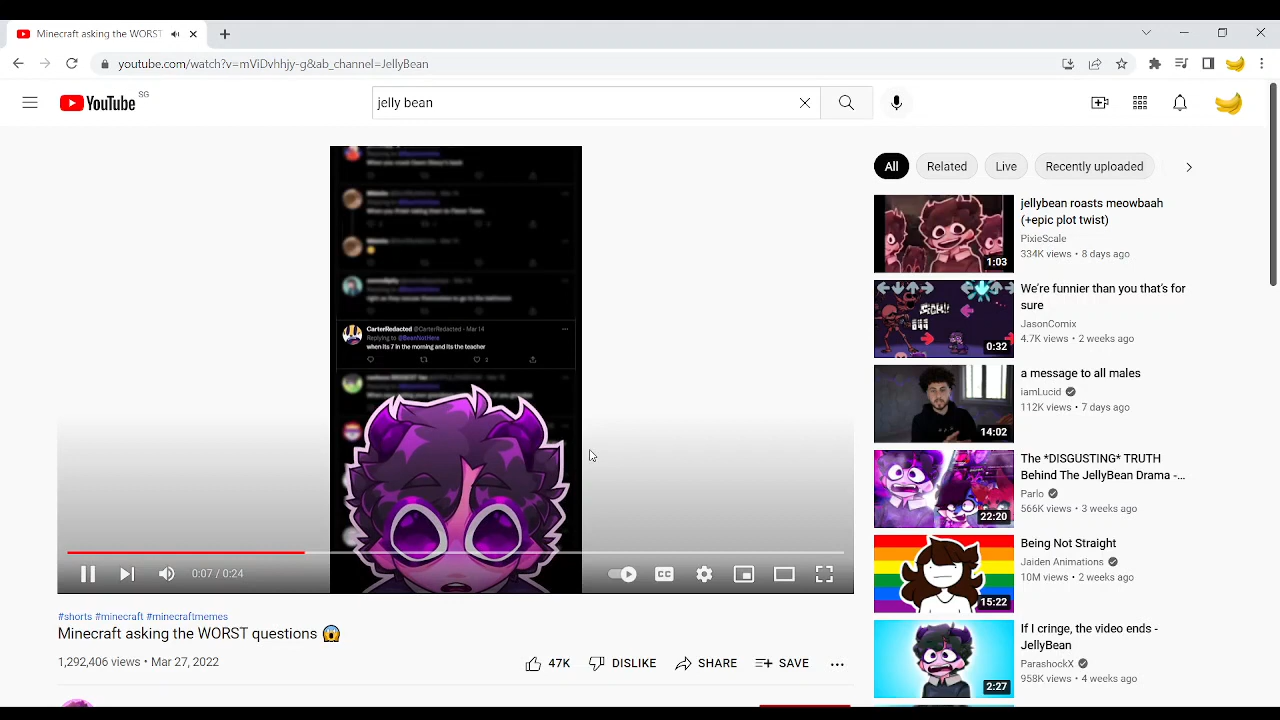 Minecraft asking the WORST
youtube.com/watch?v=mViDvhhjy-g&ab_channel=JellyBean
YouTube SG
jelly bean
CarterRedacted @CarterRedacted - Mar 14
Replying to @BeanNotHere
when its 7 in the morning and its the teacher
2
0:07 / 0:24
CC
#shorts #minecraft #minecraftmemes
Minecraft asking the WORST questions 😱
1,292,406 views • Mar 27, 2022
47K DISLIKE SHARE SAVE
All Related Live Recently uploaded
jellybean roasts meowbaah
(+epic plot twist)
PixieScale
334K views • 8 days ago
1:03
We're funnier than you that's for
sure
JasonComix
4.7K views • 2 weeks ago
0:32
a message to all males
iamLucid
112K views • 7 days ago
14:02
The *DISGUSTING* TRUTH
Behind The JellyBean Drama -...
Parlo
566K views • 3 weeks ago
22:20
Being Not Straight
Jaiden Animations
10M views • 2 weeks ago
15:22
If I cringe, the video ends -
JellyBean
ParashockX
958K views • 4 weeks ago
2:27